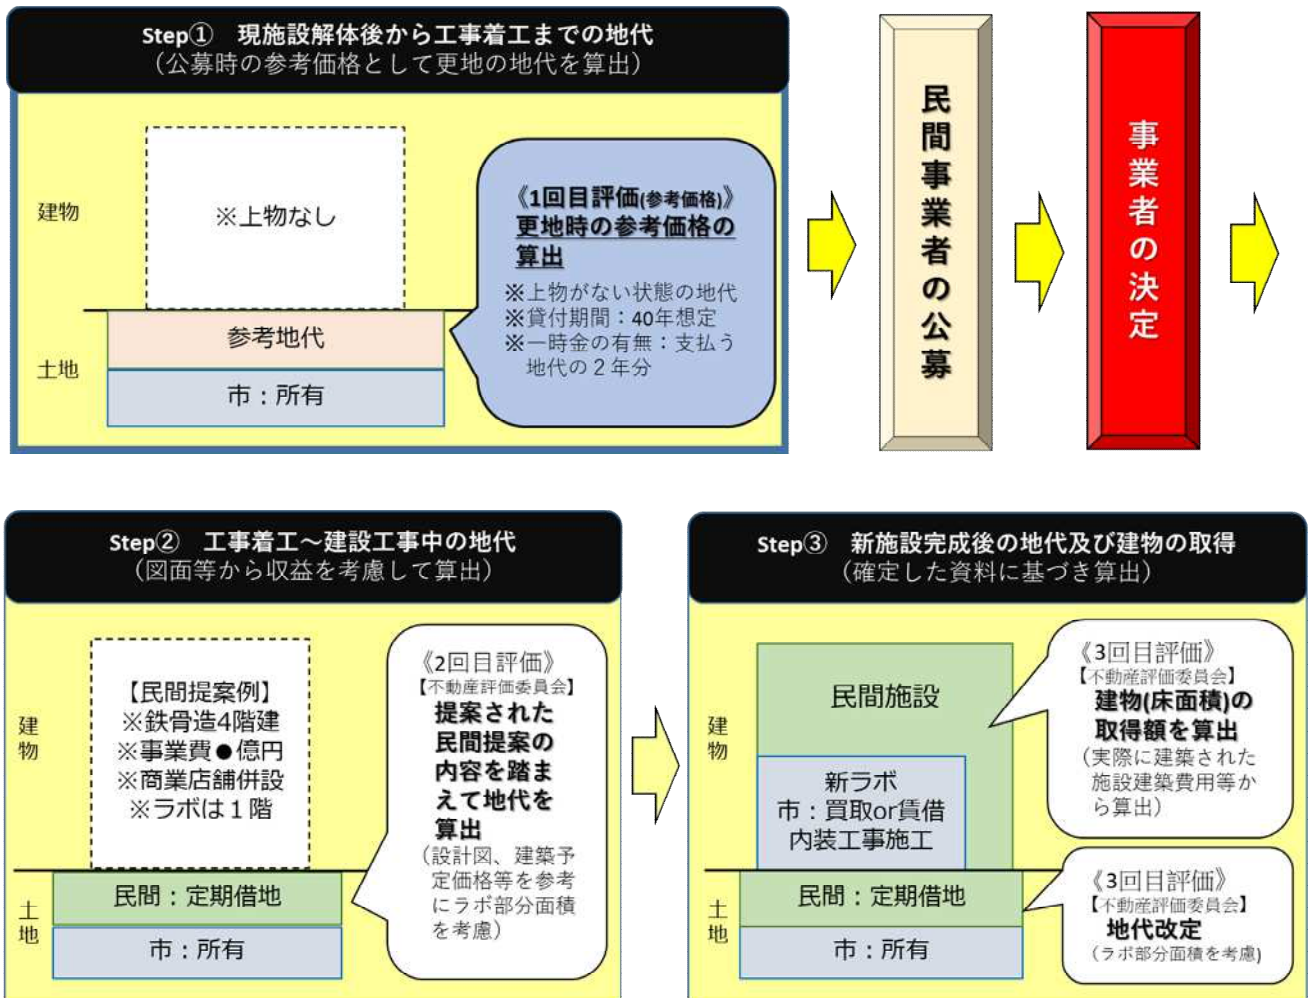 Step① 現施設解体後から工事着工までの地代
(公募時の参考価格として更地の地代を算出)
建物
※上物なし
参考地代
土地
市：所有
《1回目評価(参考価格)》
更地時の参考価格の
算出
※上物がない状態の地代
※貸付期間：40年想定
※一時金の有無：支払う
地代の２年分
民間事業者の公募
事業者の決定
Step② 工事着工～建設工事中の地代
(図面等から収益を考慮して算出)
建物
【民間提案例】
※鉄骨造4階建
※事業費●億円
※商業店舗併設
※ラボは１階
土地
民間：定期借地
市：所有
《2回目評価》
【不動産評価委員会】
提案された
民間提案の
内容を踏ま
えて地代を
算出
(設計図、建築予
定価格等を参考
にラボ部分面積
を考慮)
Step③ 新施設完成後の地代及び建物の取得
(確定した資料に基づき算出)
建物
民間施設
新ラボ
市：買取or賃借
内装工事施工
土地
民間：定期借地
市：所有
《3回目評価》
【不動産評価委員会】
建物(床面積)の
取得額を算出
(実際に建築された
施設建築費用等か
ら算出)
《3回目評価》
【不動産評価委員会】
地代改定
(ラボ部分面積を考慮)